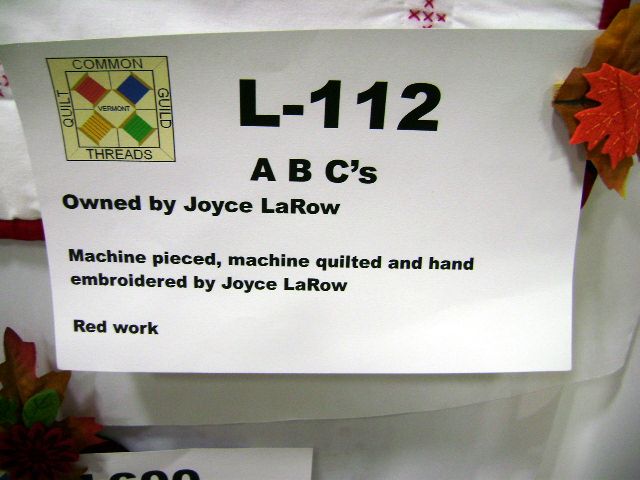 COMMON
QUILT
VERMONT
GUILD
THREADS
L-112
A B C's
Owned by Joyce LaRow
Machine pieced, machine quilted and hand
embroidered by Joyce LaRow
Red work